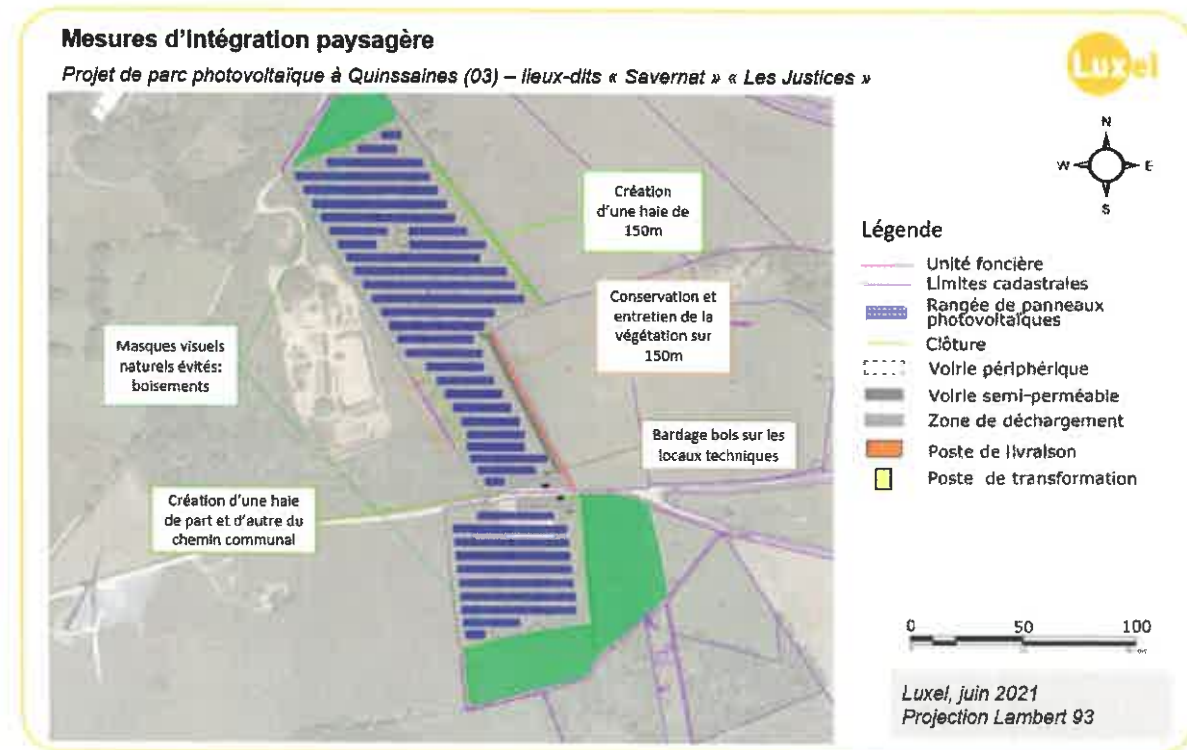 Mesures d'intégration paysagère
Projet de parc photovoltaïque à Quinssaines (03) – lieux-dits « Savernat » « Les Justices »
Luxel
N
W
E
S
Création
d'une haie de
150m
Conservation et
entretien de la
végétation sur
150m
Masques visuels
naturels évités:
boisements
Bardage bois sur les
locaux techniques
Création d'une haie
de part et d'autre du
chemin communal
Légende
Unité foncière
Limites cadastrales
Rangée de panneaux
photovoltaïques
Clôture
Voirie périphérique
Voirie semi-perméable
Zone de déchargement
Poste de livraison
Poste de transformation
0 50 100
Luxel, juin 2021
Projection Lambert 93